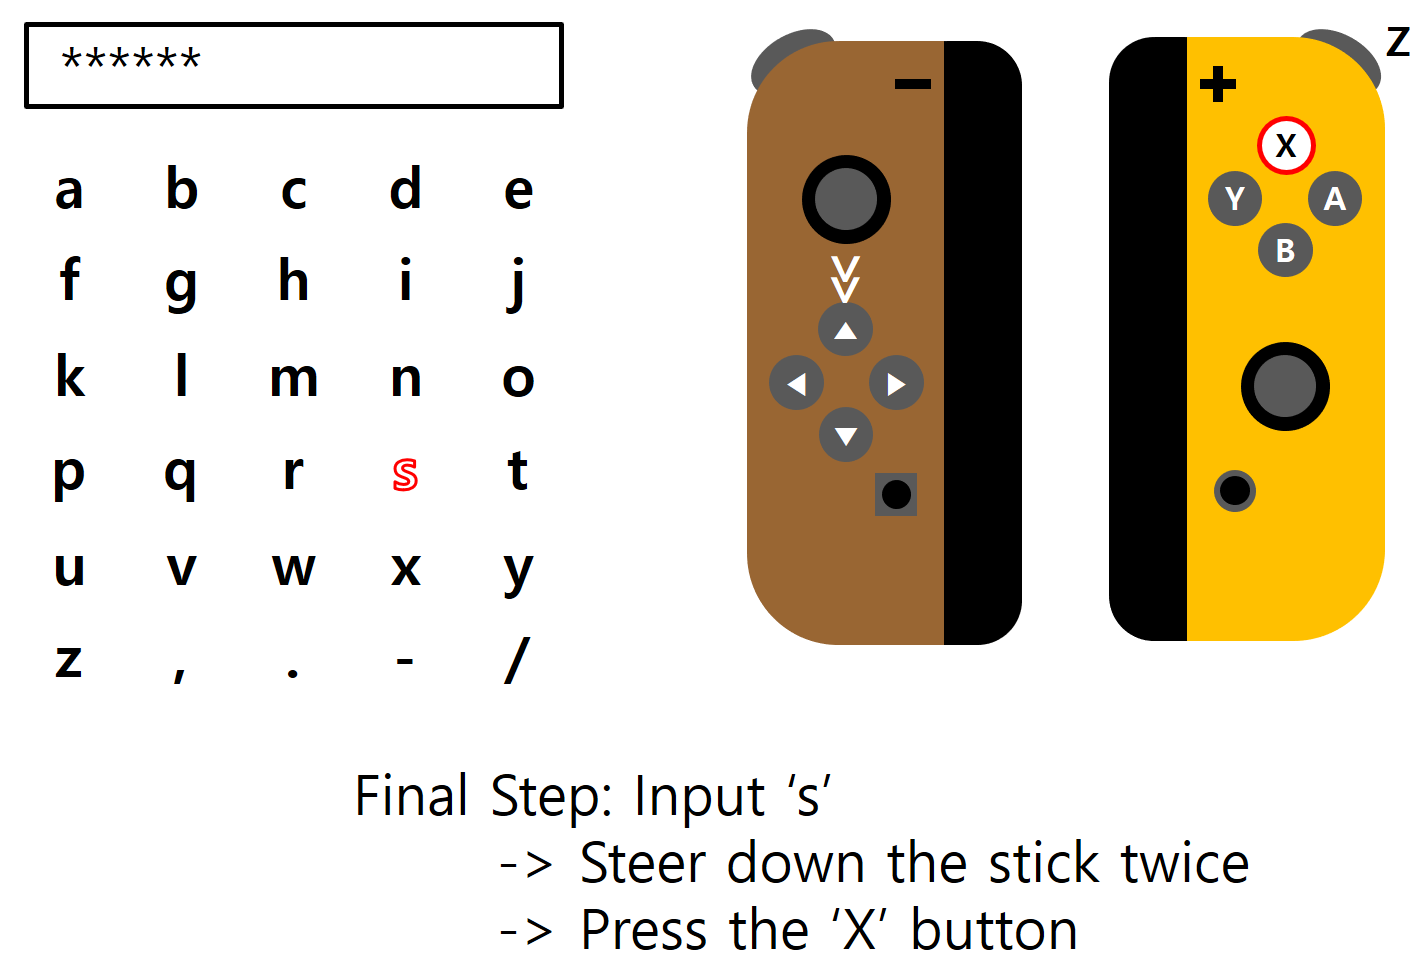 ******
a b c d e
f g h i j
k l m n o
p q r s t
u v w x y
z , . - /
Z
X
Y A
B
Final Step: Input ‘s’
-> Steer down the stick twice
-> Press the ‘X’ button